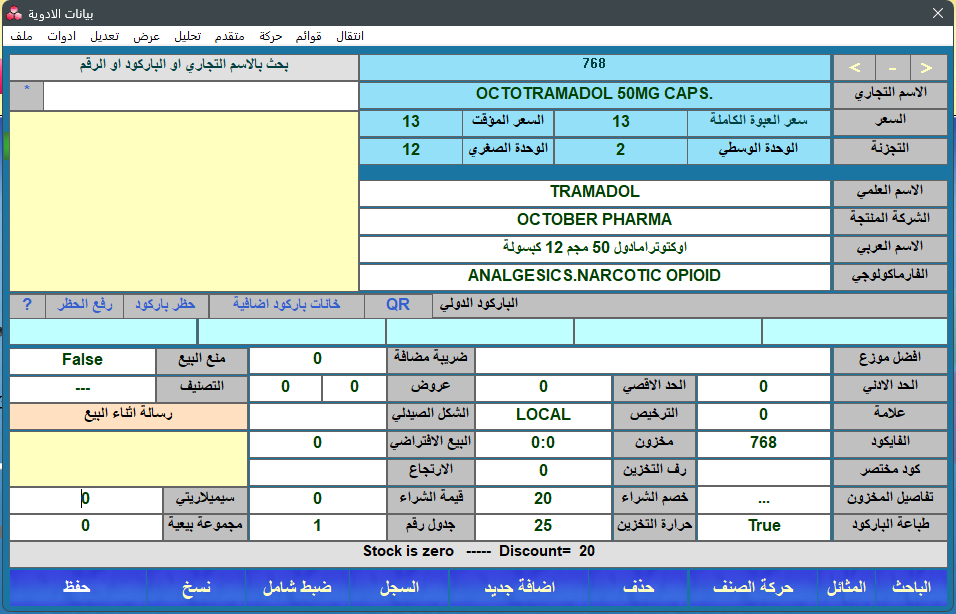 بيانات الادوية
ملف ادوات تعديل عرض تحليل متقدم حركة قوائم انتقال
بحث بالاسم التجاري او الباركود او الرقم
*
768
< - >
الاسم التجاري OCTOTRAMADOL 50MG CAPS.
السعر سعر العبوة الكاملة 13 السعر المؤقت 13
التجزئة الوحدة الوسطي 2 الوحدة الصغري 12
الاسم العلمي TRAMADOL
الشركة المنتجة OCTOBER PHARMA
الاسم العربي اوكتوترامادول 50 مجم 12 كبسولة
الفارماكولوجي ANALGESICS.NARCOTIC OPIOID
الباركود الدولي QR خانات باركود اضافية حظر باركود رفع الحظر ?
افضل موزع ضريبة مضافة 0 منع البيع False
الحد الادني 0 الحد الاقصي 0 عروض 0 0 التصنيف ---
علامة 0 الترخيص LOCAL الشكل الصيدلي رسالة اثناء البيع
الفايكود 768 مخزون 0:0 البيع الافتراضي 0
كود مختصر رف التخزين 0 الارتجاع
تفاصيل المخزون ... خصم الشراء 20 قيمة الشراء 0 سيميلاريتي 0
طباعة الباركود True حرارة التخزين 25 جدول رقم 1 مجموعة بيعية 0
Stock is zero ----- Discount= 20
الباحث المثائل حركة الصنف حذف اضافة جديد السجل ضبط شامل نسخ حفظ